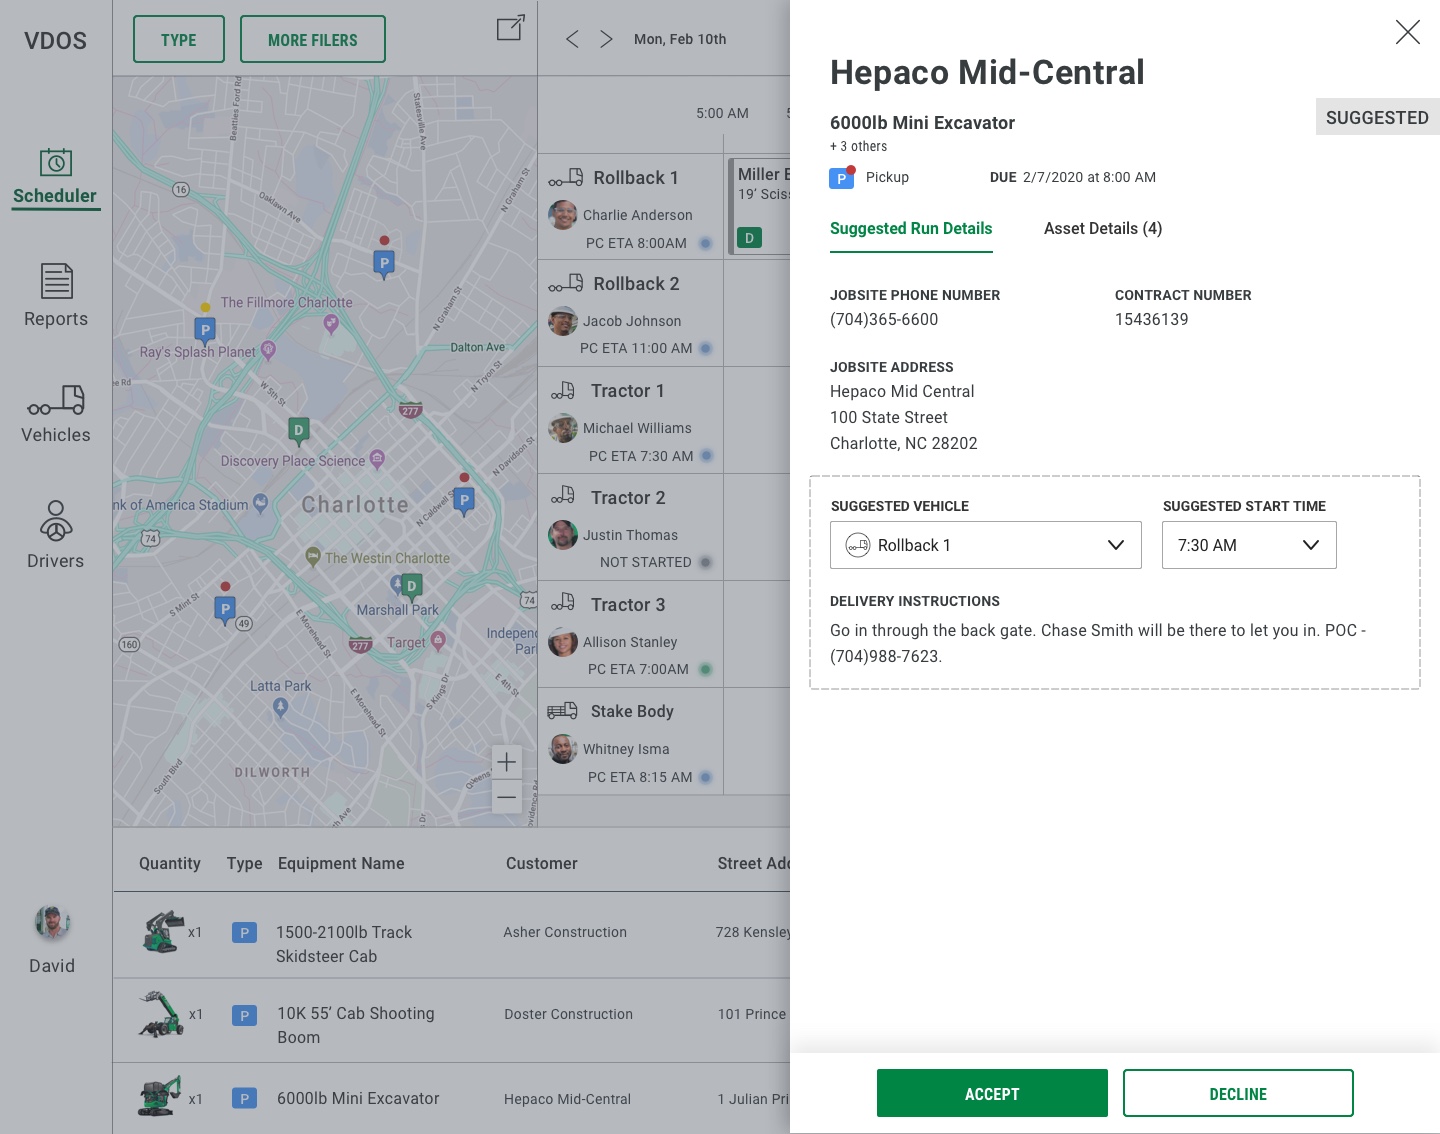 VDOS
Scheduler
Reports
Vehicles
Drivers
David
TYPE
MORE FILERS
Beatties Ford Rd
Statesville Ave
16
Oaklawn Ave
N Graham St
P
The Fillmore Charlotte
P
N Graham St
Ray's Splash Planet
Dalton Ave
ee Rd
W 5th St
N Tryon St
277
D
Discovery Place Science
N Davidson St
nk of America Stadium
Charlotte
P
N Caldwell St
74
The Westin Charlotte
D
74
S Mint St
P
49
Marshall Park
E Morehead St
160
277
Target
Independ
Parl
Latta Park
E Morehead St
S Kings Dr
E 4th St
DILWORTH
South Blvd
Queens
Mon, Feb 10th
5:00 AM
5
Rollback 1
Charlie Anderson
PC ETA 8:00AM
Miller E
19’ Sciss
D
Rollback 2
Jacob Johnson
PC ETA 11:00 AM
Tractor 1
Michael Williams
PC ETA 7:30 AM
Tractor 2
Justin Thomas
NOT STARTED
Tractor 3
Allison Stanley
PC ETA 7:00AM
Stake Body
Whitney Isma
PC ETA 8:15 AM
Quantity Type Equipment Name Customer Street Add
x1 P 1500-2100lb Track Asher Construction 728 Kensley
Skidsteer Cab
x1 P 10K 55’ Cab Shooting Doster Construction 101 Prince
Boom
x1 P 6000lb Mini Excavator Hepaco Mid-Central 1 Julian Pri
Hepaco Mid-Central
SUGGESTED
6000lb Mini Excavator
+ 3 others
P Pickup DUE 2/7/2020 at 8:00 AM
Suggested Run Details Asset Details (4)
JOBSITE PHONE NUMBER CONTRACT NUMBER
(704)365-6600 15436139
JOBSITE ADDRESS
Hepaco Mid Central
100 State Street
Charlotte, NC 28202
SUGGESTED VEHICLE SUGGESTED START TIME
Rollback 1 7:30 AM
DELIVERY INSTRUCTIONS
Go in through the back gate. Chase Smith will be there to let you in. POC -
(704)988-7623.
ACCEPT DECLINE